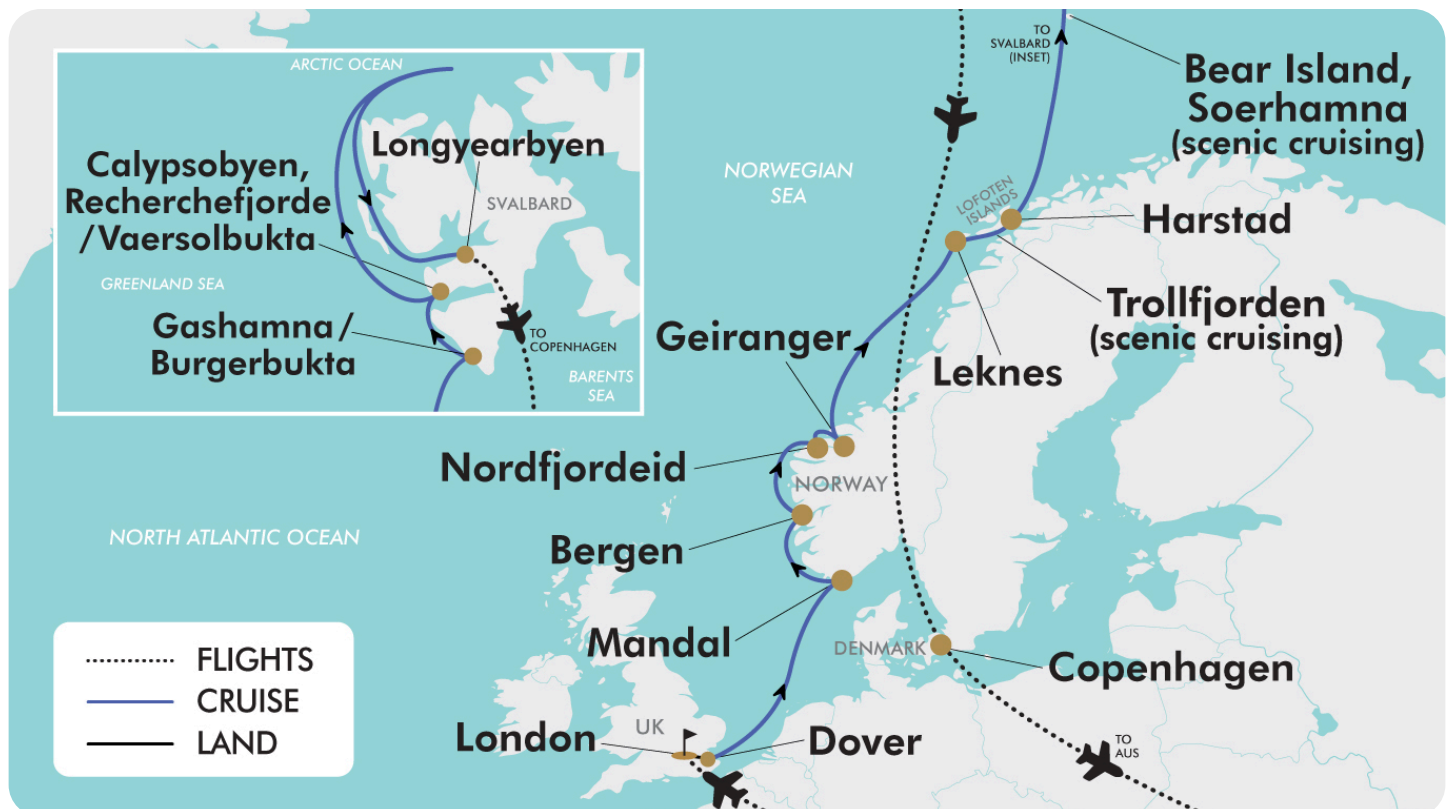 ARCTIC OCEAN
Longyearbyen
Calypsobyen,
Recherchefjorde
/Vaersolbukta
SVALBARD
GREENLAND SEA
Gashamna/
Burgerbukta
TO
COPENHAGEN
BARENTS
SEA
TO
SVALBARD
(INSET)
Bear Island,
Soerhamna
(scenic cruising)
NORWEGIAN
SEA
LOFOTEN
ISLANDS
Harstad
Trollfjorden
(scenic cruising)
Geiranger
Leknes
Nordfjordeid
NORWAY
NORTH ATLANTIC OCEAN
Bergen
Mandal
DENMARK
Copenhagen
UK
London
Dover
TO
AUS
FLIGHTS
CRUISE
LAND